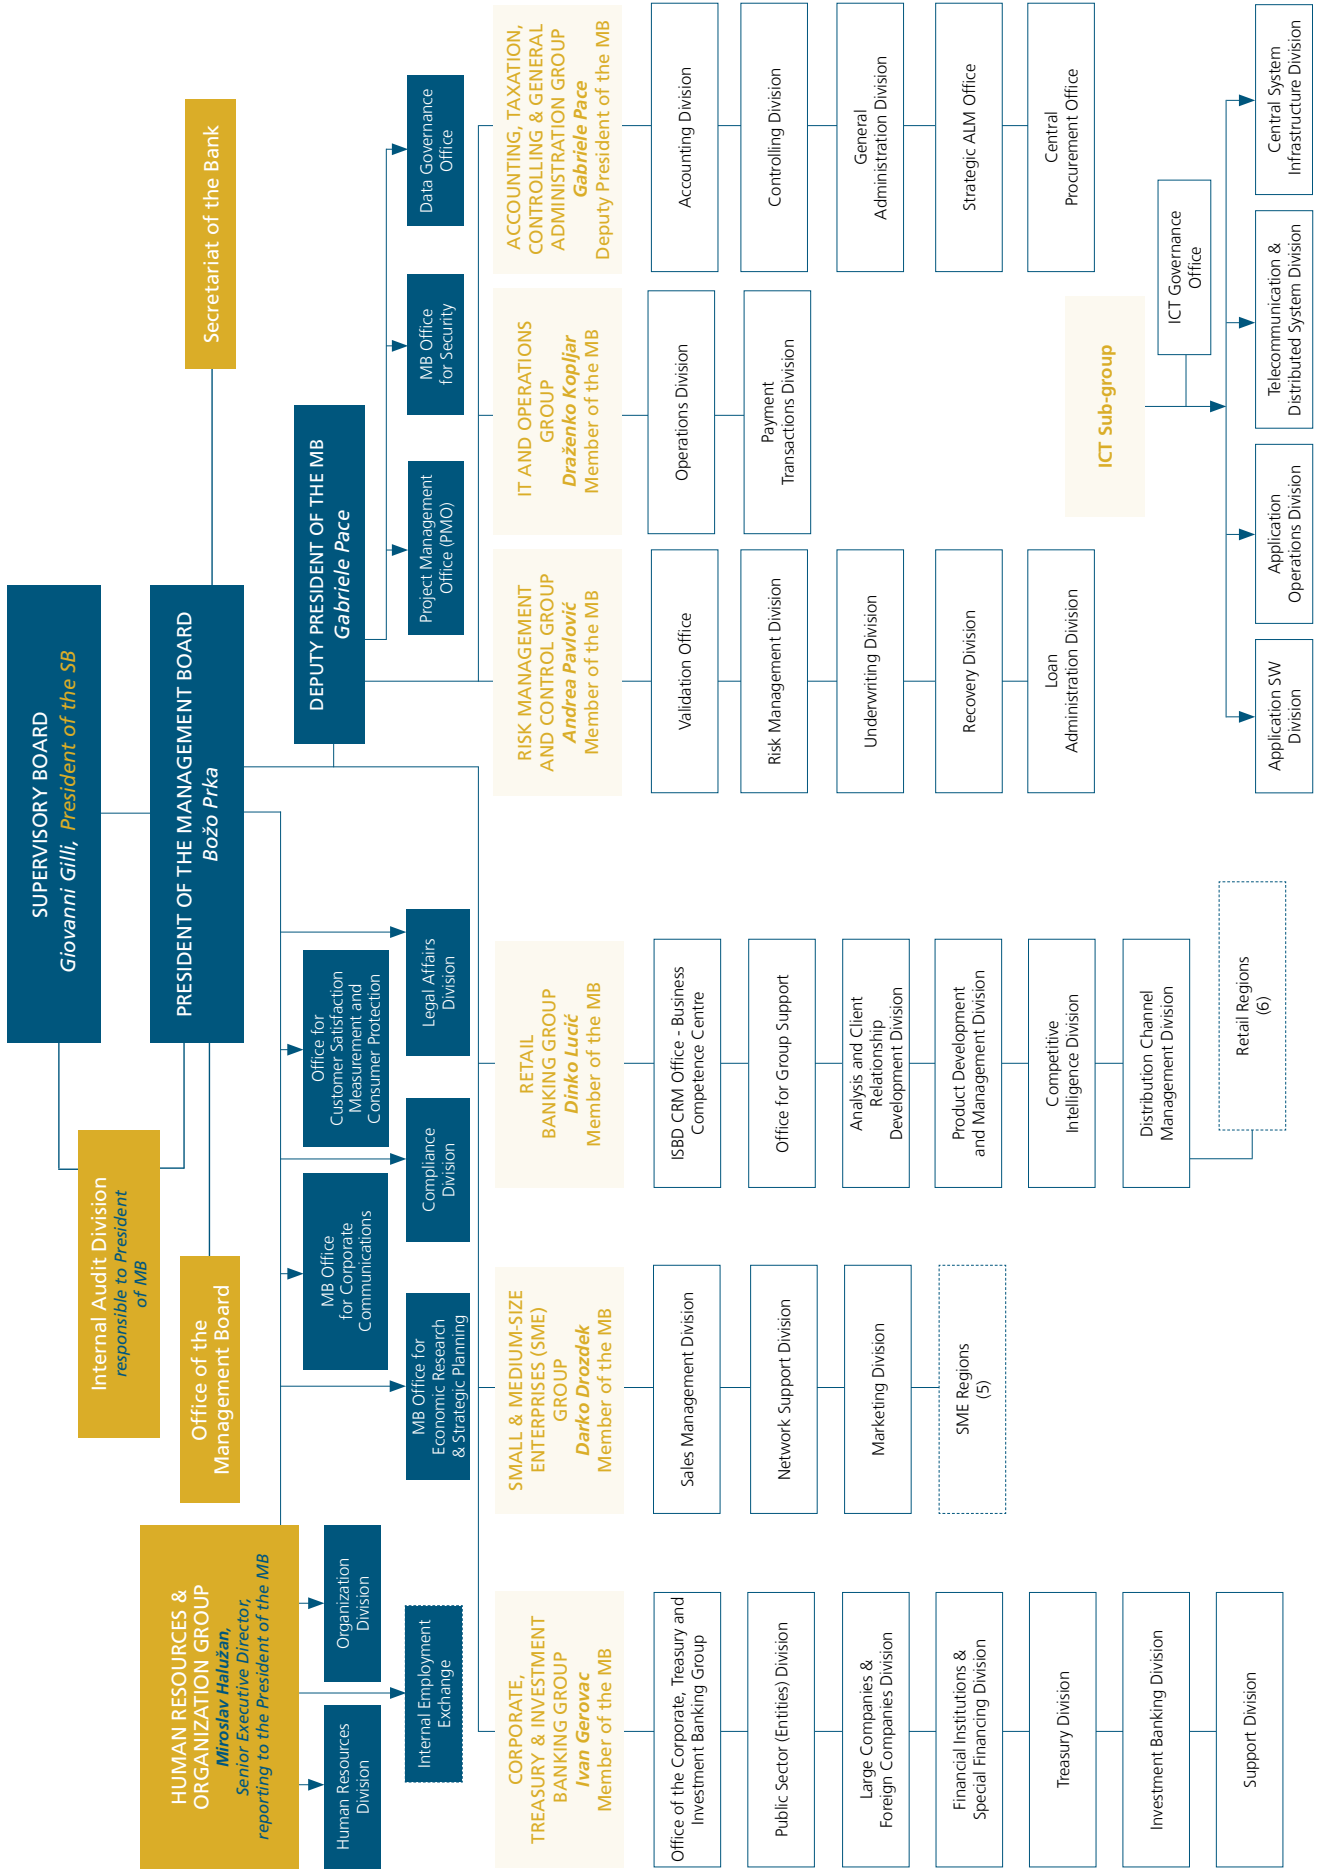 SUPERVISORY BOARD
Giovanni Gilli, President of the SB
Internal Audit Division
responsible to President
of MB
PRESIDENT OF THE MANAGEMENT BOARD
Božo Prka
Office of the
Management Board
Secretariat of the Bank
HUMAN RESOURCES &
ORGANIZATION GROUP
Miroslav Halužan,
Senior Executive Director,
reporting to the President of the MB
Human Resources
Division
Organization
Division
Internal Employment
Exchange
MB Office
for Corporate
Communications
Office for
Customer Satisfaction
Measurement and
Consumer Protection
MB Office for
Economic Research
& Strategic Planning
Compliance
Division
Legal Affairs
Division
DEPUTY PRESIDENT OF THE MB
Gabriele Pace
Project Management
Office (PMO)
MB Office
for Security
Data Governance
Office
CORPORATE,
TREASURY & INVESTMENT
BANKING GROUP
Ivan Gerovac
Member of the MB
Office of the Corporate, Treasury and
Investment Banking Group
Public Sector (Entities) Division
Large Companies &
Foreign Companies Division
Financial Institutions &
Special Financing Division
Treasury Division
Investment Banking Division
Support Division
SMALL & MEDIUM-SIZE
ENTERPRISES (SME)
GROUP
Darko Drozdek
Member of the MB
Sales Management Division
Network Support Division
Marketing Division
SME Regions
(5)
RETAIL
BANKING GROUP
Dinko Lucić
Member of the MB
ISBD CRM Office - Business
Competence Centre
Office for Group Support
Analysis and Client
Relationship
Development Division
Product Development
and Management Division
Competitive
Intelligence Division
Distribution Channel
Management Division
Retail Regions
(6)
RISK MANAGEMENT
AND CONTROL GROUP
Andrea Pavlović
Member of the MB
Validation Office
Risk Management Division
Underwriting Division
Recovery Division
Loan
Administration Division
IT AND OPERATIONS
GROUP
Draženko Kopljar
Member of the MB
Operations Division
Payment
Transactions Division
ACCOUNTING, TAXATION,
CONTROLLING & GENERAL
ADMINISTRATION GROUP
Gabriele Pace
Deputy President of the MB
Accounting Division
Controlling Division
General
Administration Division
Strategic ALM Office
Central
Procurement Office
ICT Sub-group
ICT Governance
Office
Application SW
Division
Application
Operations Division
Telecommunication &
Distributed System Division
Central System
Infrastructure Division